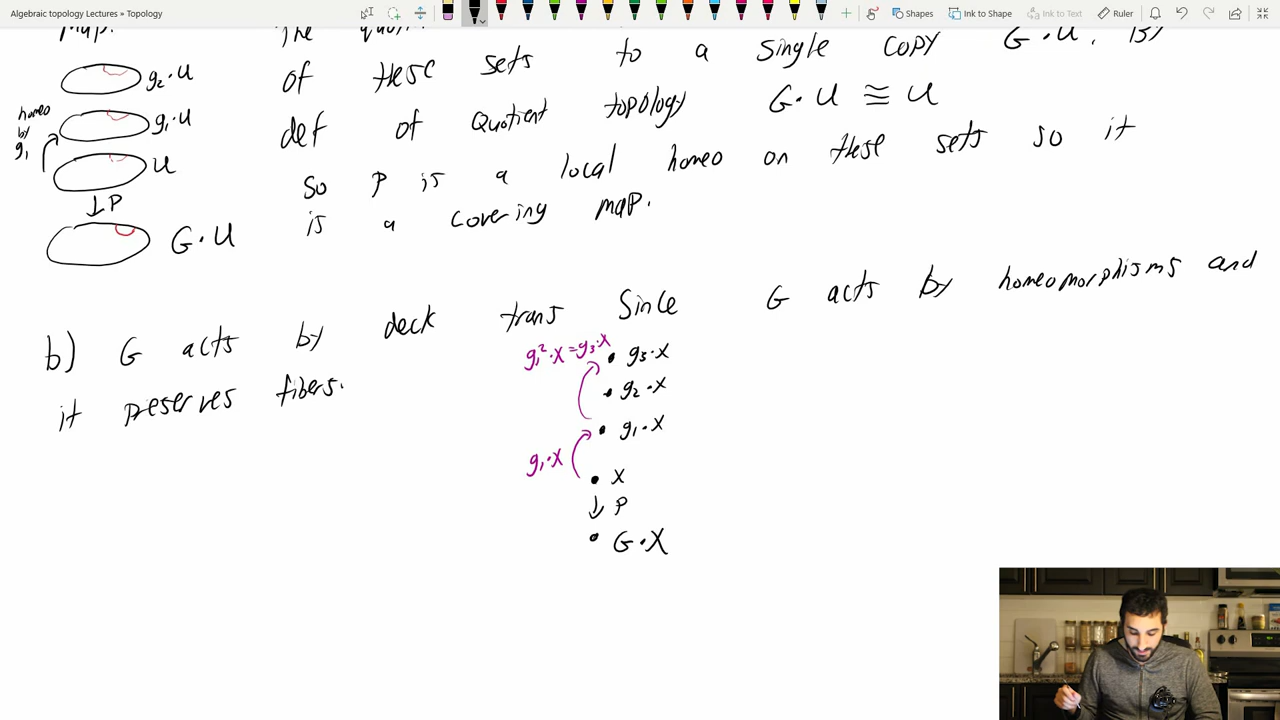 Algebraic topology Lectures » Topology
Shapes
Ink to Shape
Ink to Text
Ruler
map. The
of these sets to a single copy G·U. By
def of Quotient topology G·U ≅ U
So P is a local homeo on these sets so it
is a covering map.
g₂·U
homeo
by
g₁
g₁·U
U
↓P
G·U
b) G acts by deck trans Since G acts by homeomorphisms and
it preserves fibers.
g₁²·X=g₃·X
g₃·X
g₂·X
g₁·X
g₁·X
X
↓P
G·X